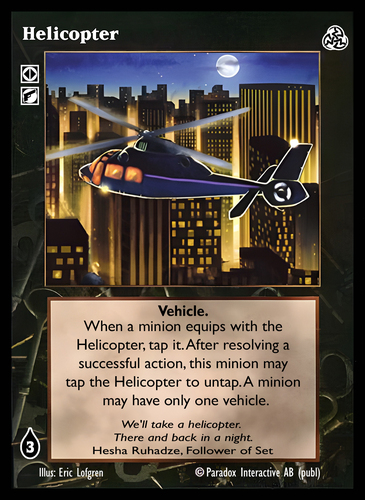 Helicopter
Vehicle.
When a minion equips with the
Helicopter, tap it. After resolving a
successful action, this minion may
tap the Helicopter to untap. A minion
may have only one vehicle.
We'll take a helicopter.
There and back in a night.
Hesha Ruhadze, Follower of Set
3
Illus: Eric Lofgren
© Paradox Interactive AB (publ)